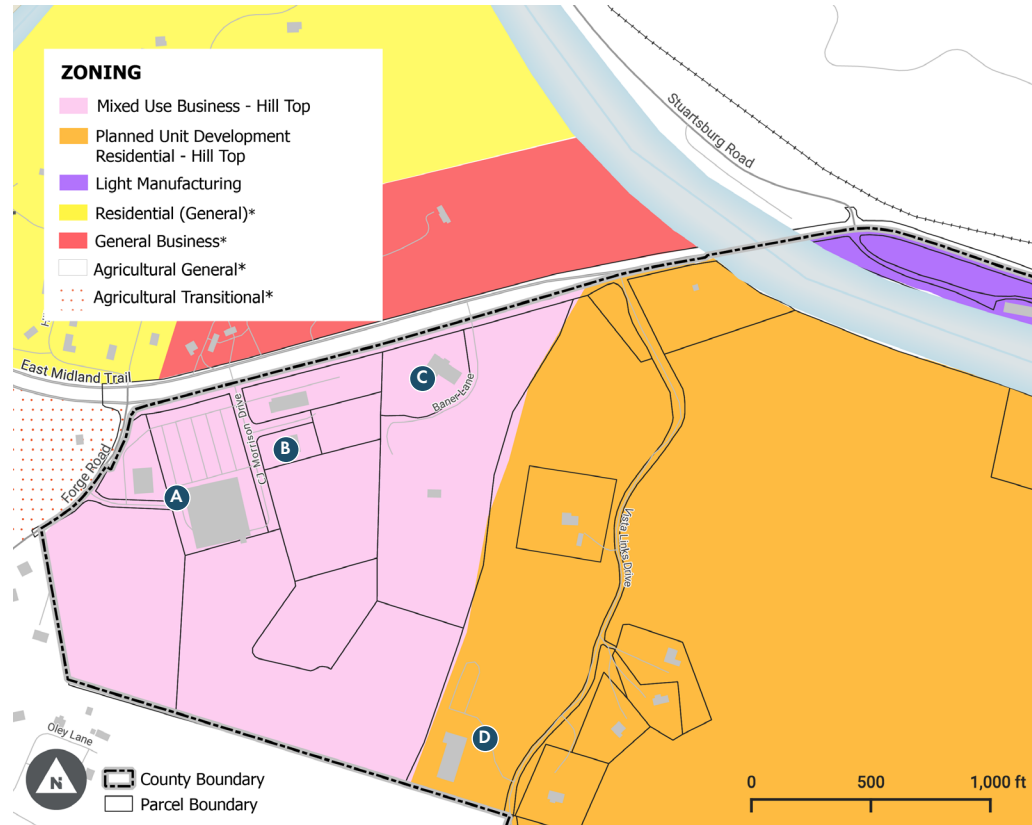 ZONING
Mixed Use Business - Hill Top
Planned Unit Development
Residential - Hill Top
Light Manufacturing
Residential (General)*
General Business*
Agricultural General*
Agricultural Transitional*
Stuartsburg Road
East Midland Trail
Forge Road
CJ Morrison Drive
Baner Lane
Vista Links Drive
A
B
C
D
Oley Lane
N
County Boundary
Parcel Boundary
0 500 1,000 ft